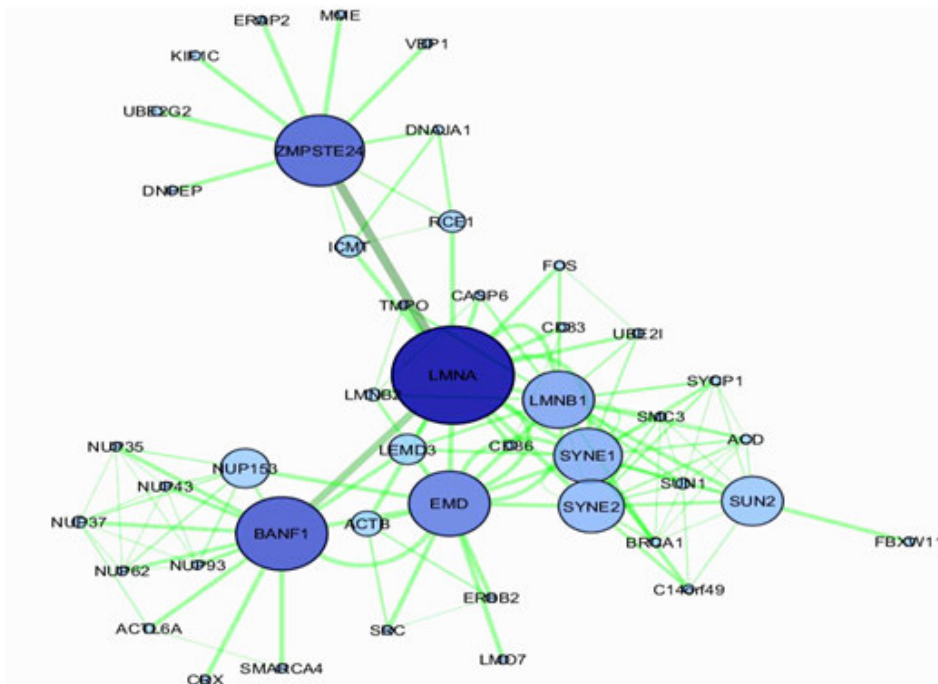 MME
ERAP2
VBP1
KIF1C
UBE2G2
DNAJA1
ZMPSTE24
DNPEP
RCE1
ICMT
FOS
CASP6
TMPO
CD83
UBE2I
LMNA
SYCP1
LMNB2
LMNB1
SMC3
ACD
NUP35
CD86
LEMD3
SYNE1
NUP153
SUN1
NUP43
SUN2
EMD
SYNE2
NUP37
ACTB
BANF1
BRCA1
FBXW11
NUP93
NUP62
C14orf49
ERBB2
ACTL6A
SRC
LMO7
SMARCA4
CRX